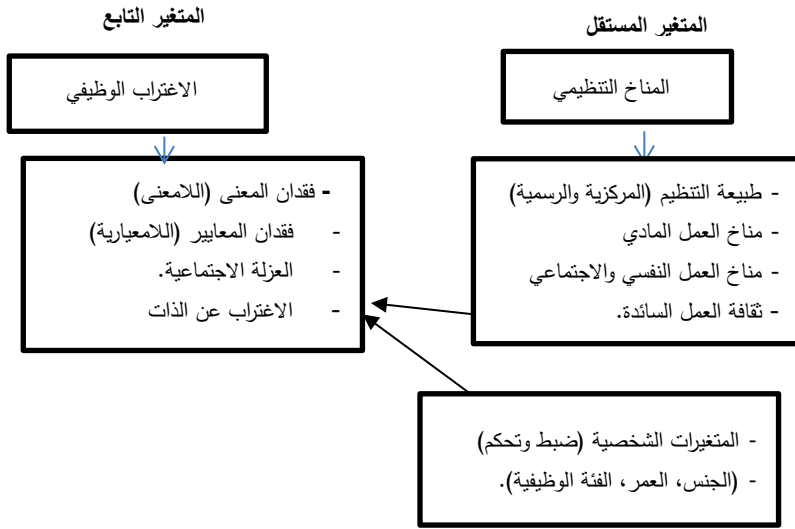 المتغير المستقل
المتغير التابع
المناخ التنظيمي
الاغتراب الوظيفي
- طبيعة التنظيم (المركزية والرسمية)
- مناخ العمل المادي
- مناخ العمل النفسي والاجتماعي
- ثقافة العمل السائدة.
- فقدان المعنى (اللامعنى)
- فقدان المعايير (اللامعيارية)
- العزلة الاجتماعية.
- الاغتراب عن الذات
- المتغيرات الشخصية (ضبط وتحكم)
- (الجنس، العمر، الفئة الوظيفية).